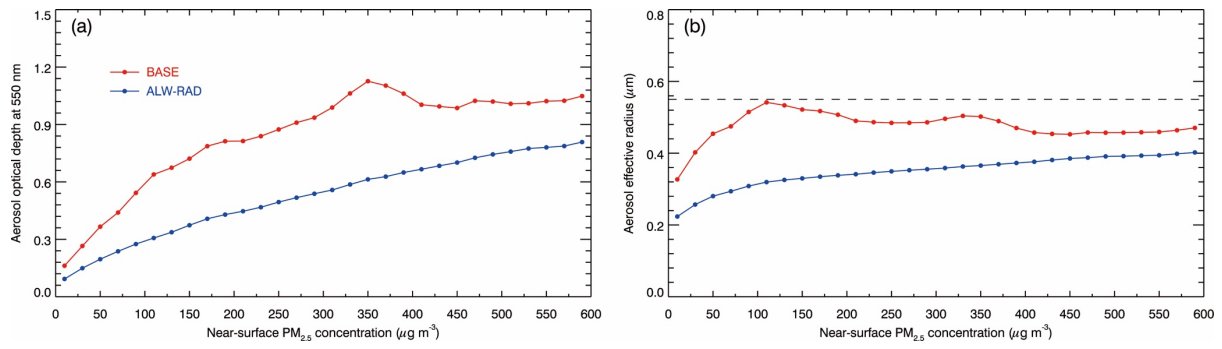 (a)
Aerosol optical depth at 550 nm
1.5
1.2
0.9
0.6
0.3
0.0
BASE
ALW-RAD
0 50 100 150 200 250 300 350 400 450 500 550 600
Near-surface PM2.5 concentration (μg m-3)
(b)
Aerosol effective radius (μm)
0.8
0.6
0.4
0.2
0.0
0 50 100 150 200 250 300 350 400 450 500 550 600
Near-surface PM2.5 concentration (μg m-3)